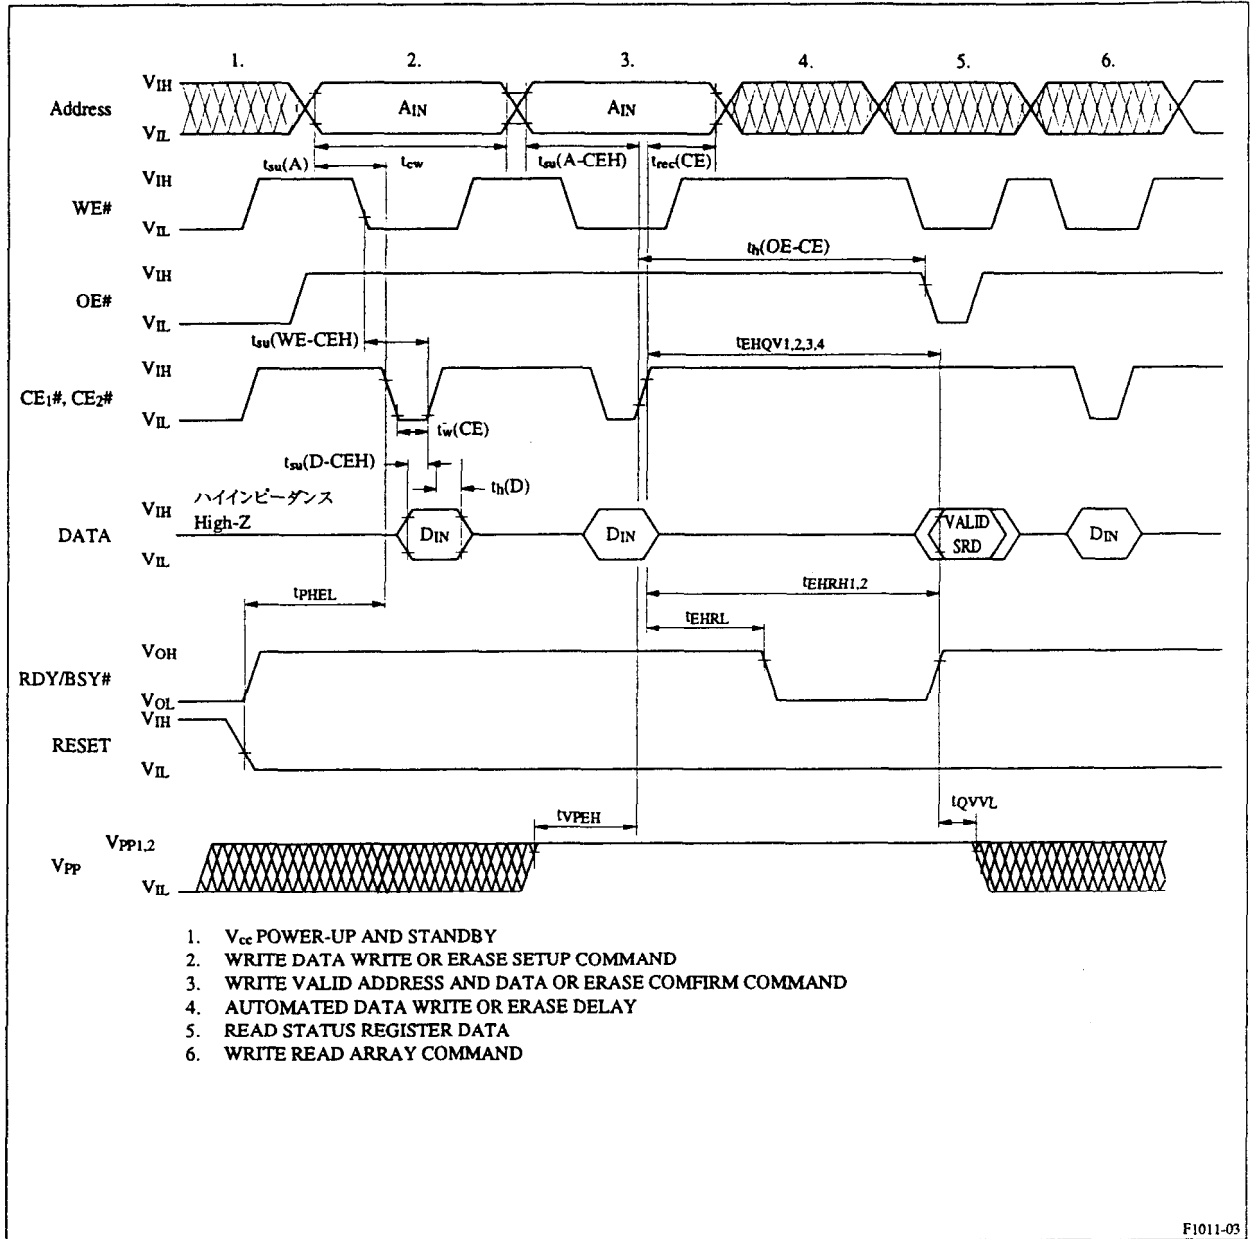 1. 2. 3. 4. 5. 6.
Address VIH AIN AIN
VIL
tsu(A) tcw tsu(A-CEH) trec(CE)
WE# VIH
VIL
th(OE-CE)
OE# VIH
VIL
tsu(WE-CEH) tEHQV1,2,3,4
CE1#, CE2# VIH
VIL
tw(CE)
tsu(D-CEH)
th(D)
DATA VIH ハイインピーダンス
High-Z DIN DIN VALID SRD DIN
VIL
tPHEL tEHRH1,2
tEHRL
RDY/BSY# VOH
VOL
RESET VIH
VIL
tVPEH tQVVL
VPP VPP1,2
VIL
1. Vcc POWER-UP AND STANDBY
2. WRITE DATA WRITE OR ERASE SETUP COMMAND
3. WRITE VALID ADDRESS AND DATA OR ERASE COMFIRM COMMAND
4. AUTOMATED DATA WRITE OR ERASE DELAY
5. READ STATUS REGISTER DATA
6. WRITE READ ARRAY COMMAND
F1011-03